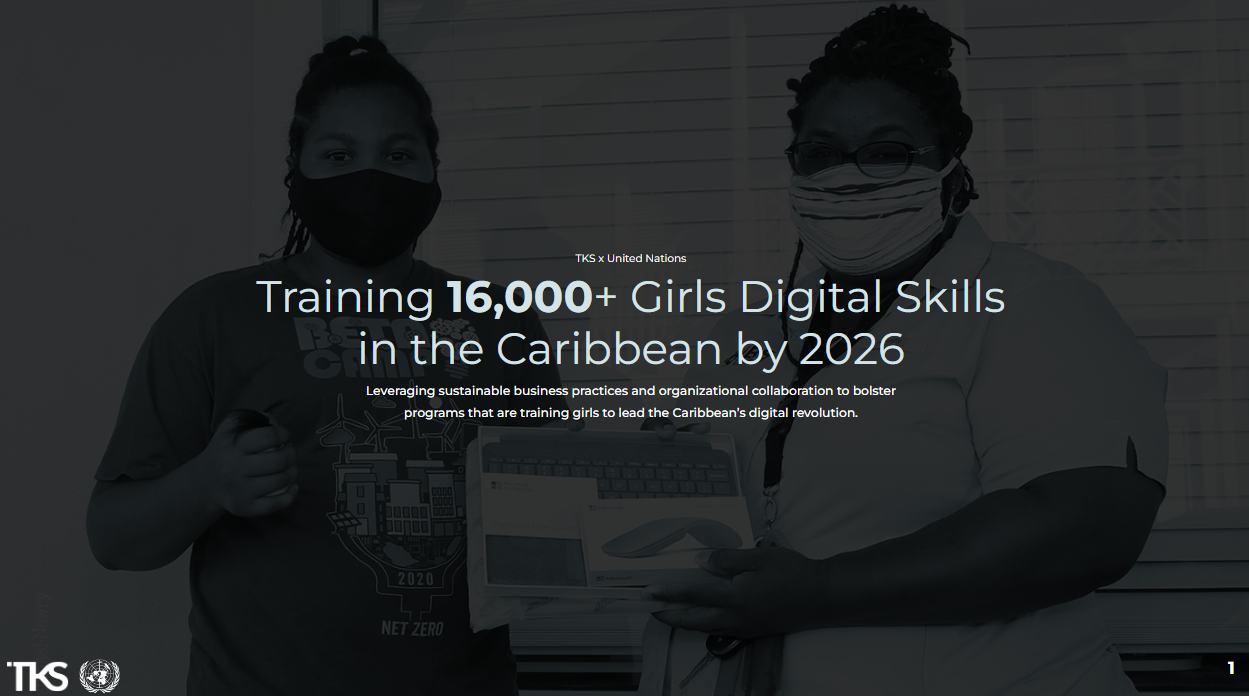 TKS x United Nations
Training 16,000+ Girls Digital Skills
in the Caribbean by 2026
Leveraging sustainable business practices and organizational collaboration to bolster
programs that are training girls to lead the Caribbean's digital revolution.
BETA
CAMP
2020
NET ZERO
TKS
1